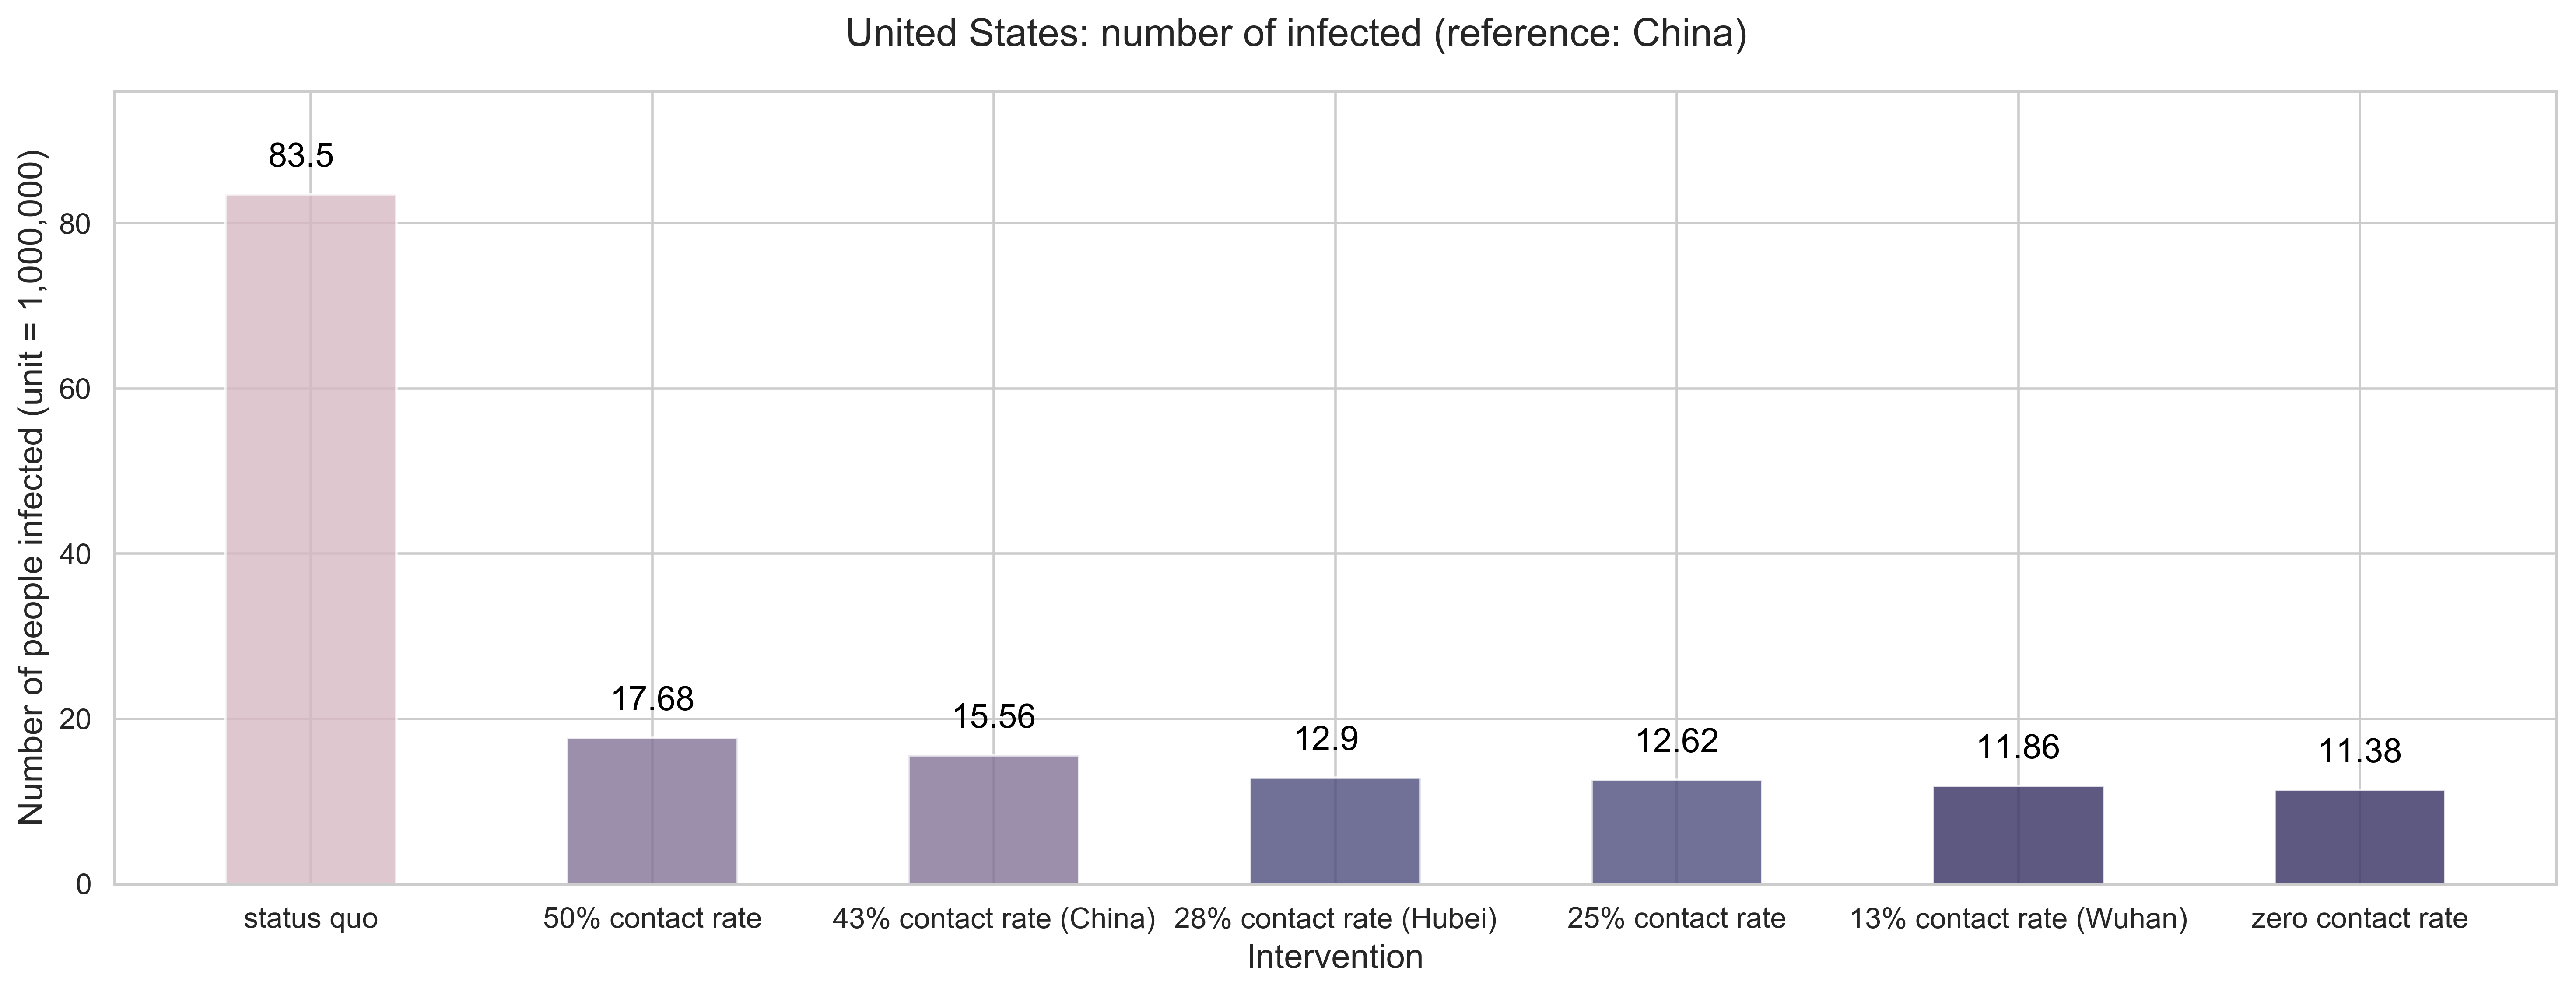 United States: number of infected (reference: China)
Number of people infected (unit = 1,000,000)
80
60
40
20
0
83.5
17.68
15.56
12.9
12.62
11.86
11.38
status quo
50% contact rate
43% contact rate (China)
28% contact rate (Hubei)
25% contact rate
13% contact rate (Wuhan)
zero contact rate
Intervention